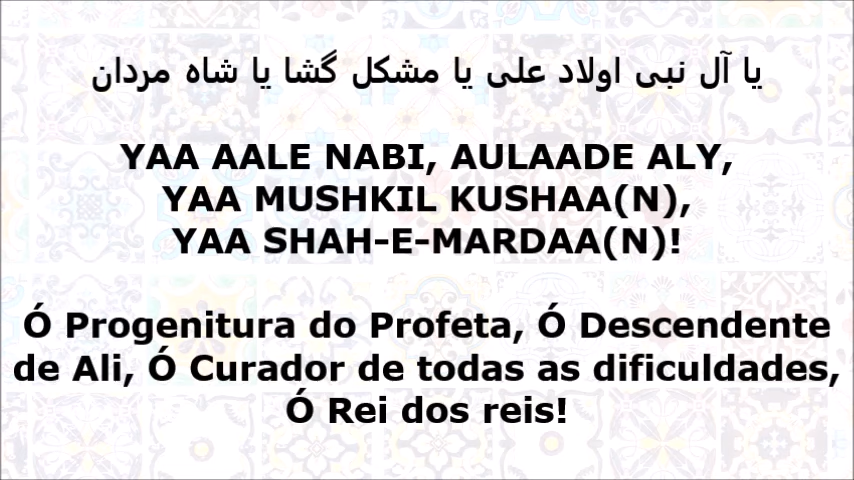 یا آل نبی اولاد علی یا مشکل گشا یا شاه مردان
YAA AALE NABI, AULAADE ALY,
YAA MUSHKIL KUSHAA(N),
YAA SHAH-E-MARDAA(N)!
Ó Progenitura do Profeta, Ó Descendente
de Ali, Ó Curador de todas as dificuldades,
Ó Rei dos reis!